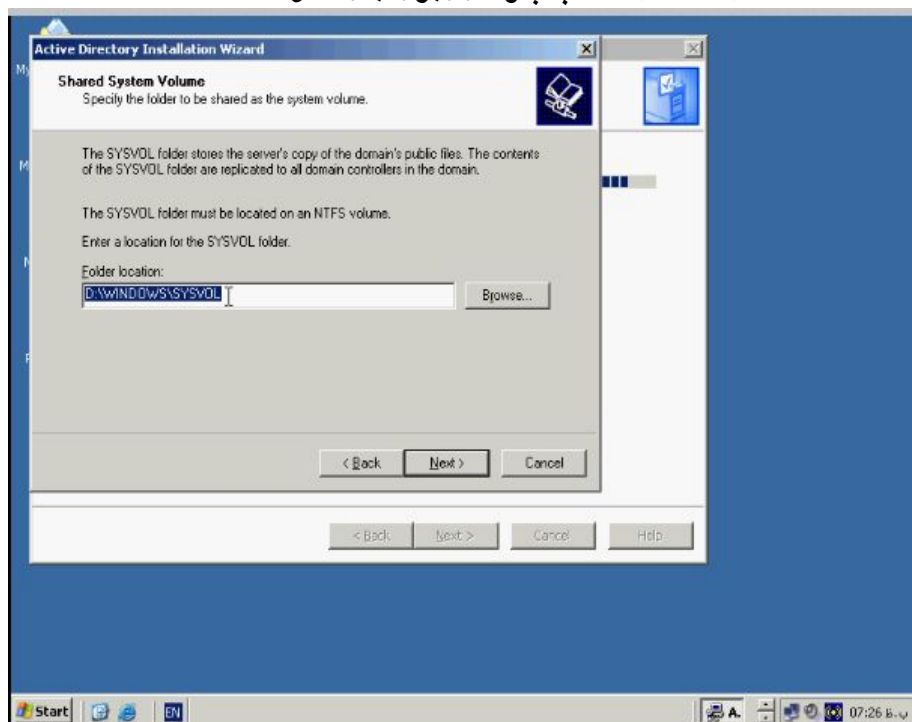 Active Directory Installation Wizard
Shared System Volume
Specify the folder to be shared as the system volume.
The SYSVOL folder stores the server's copy of the domain's public files. The contents
of the SYSVOL folder are replicated to all domain controllers in the domain.
The SYSVOL folder must be located on an NTFS volume.
Enter a location for the SYSVOL folder.
Folder location:
D:\WINDOWS\SYSVOL
Browse...
< Back Next > Cancel
< Back Next > Cancel Help
Start EN A. 07:26 ب.ظ